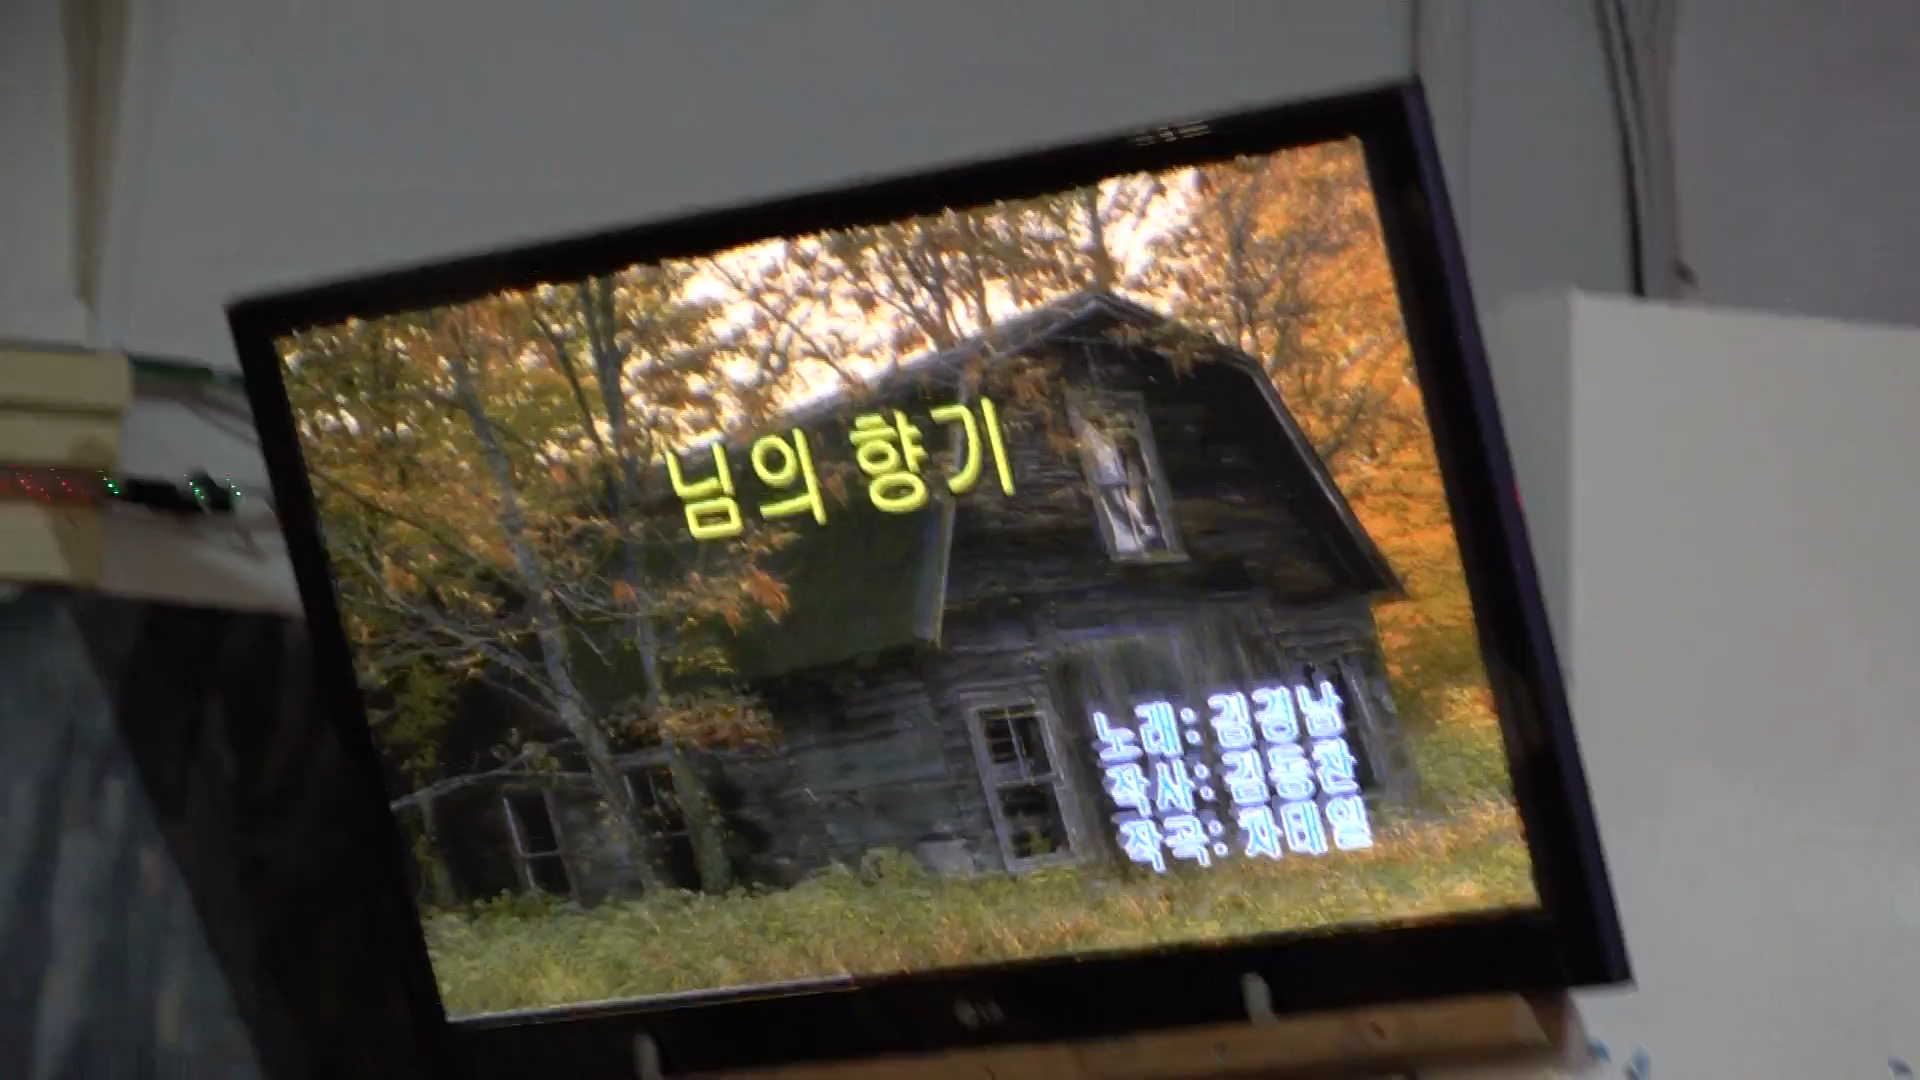 님의 향기
노래: 김경남
작사: 김동찬
작곡: 차태일